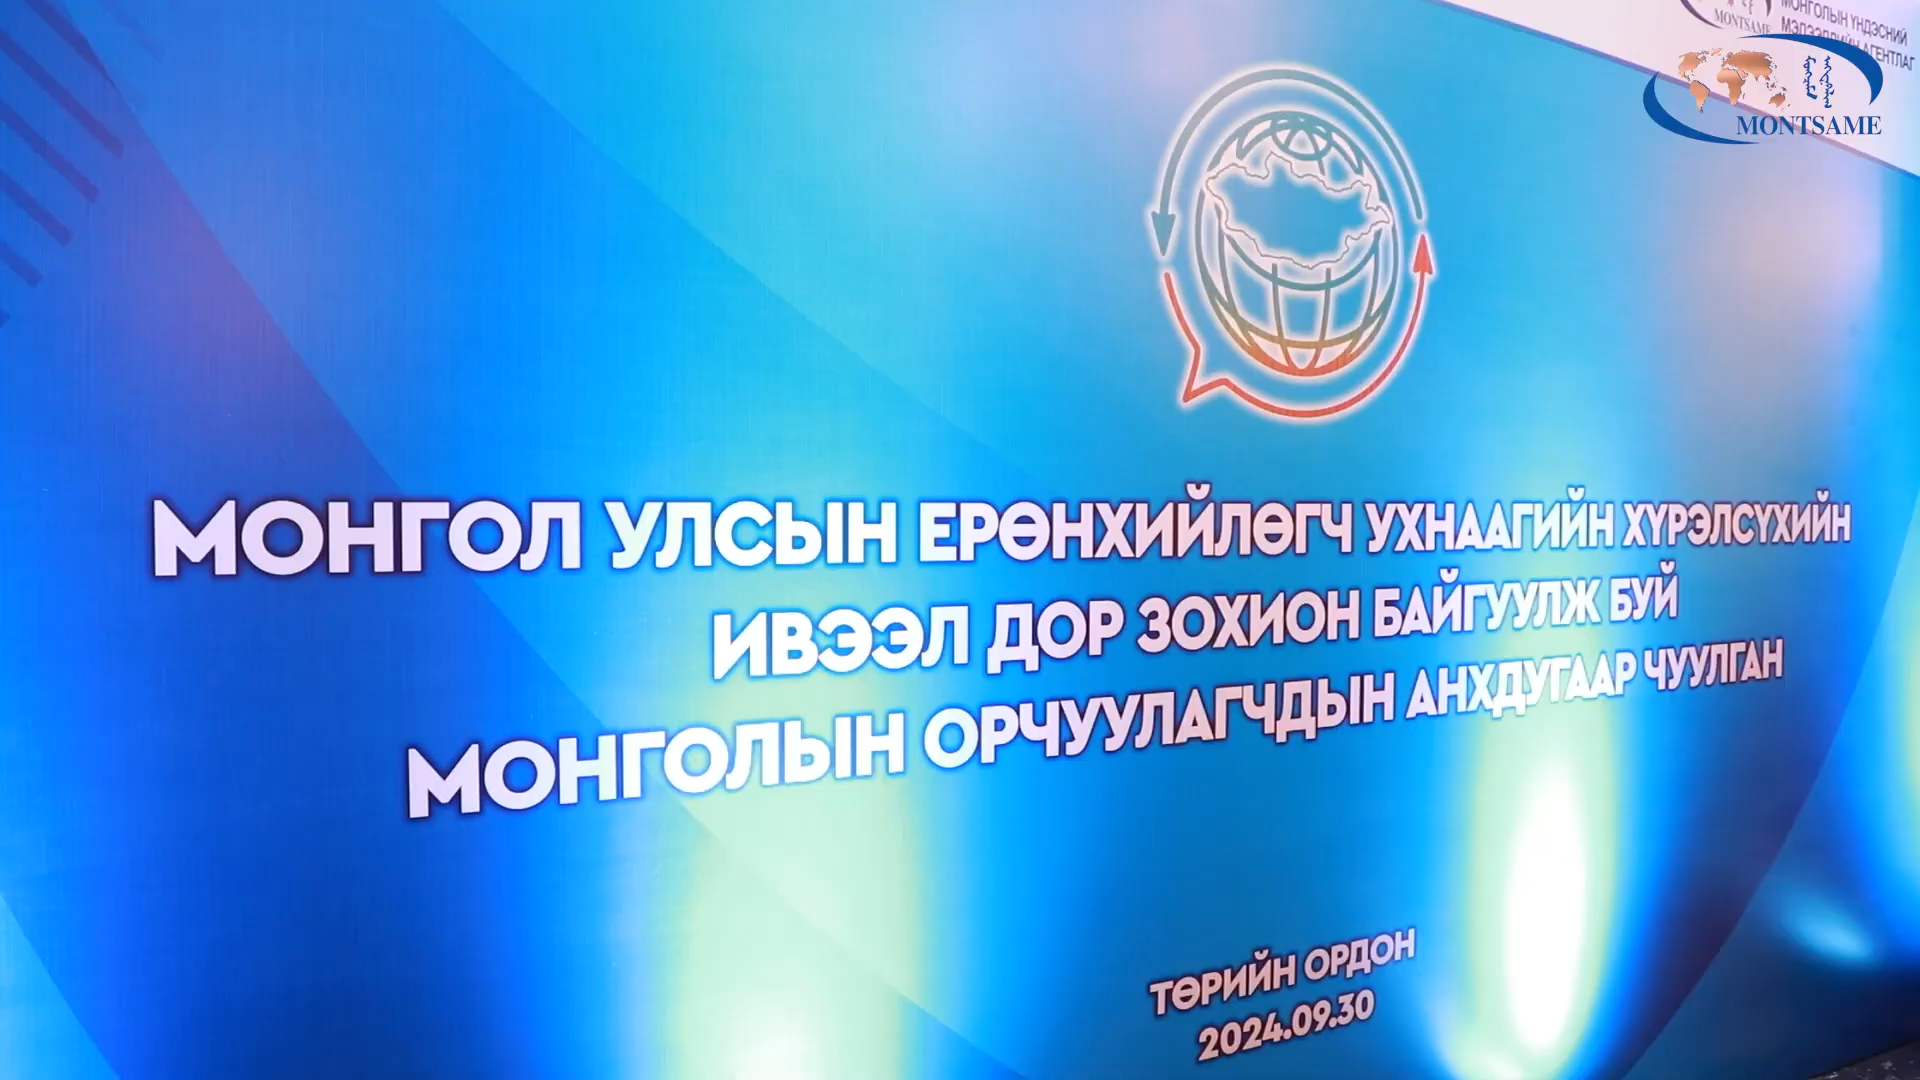 МОНГОЛЫН ҮНДЭСНИЙ
МЭДЭЭЛЛИЙН АГЕНТЛАГ
MONTSAME
MONTSAME
МОНГОЛ УЛСЫН ЕРӨНХИЙЛӨГЧ УХНААГИЙН ХҮРЭЛСҮХИЙН
ИВЭЭЛ ДОР ЗОХИОН БАЙГУУЛЖ БУЙ
МОНГОЛЫН ОРЧУУЛАГЧДЫН АНХДУГААР ЧУУЛГАН
ТӨРИЙН ОРДОН
2024.09.30